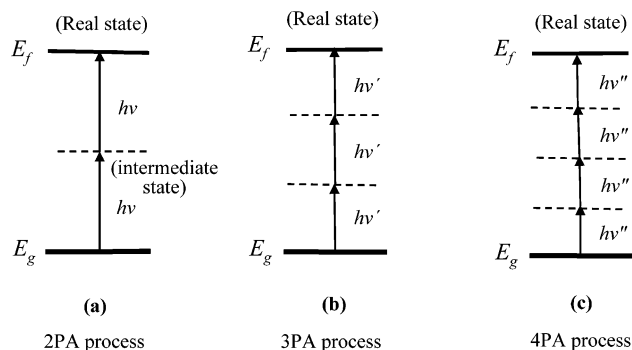 (Real state)
E_f
hν
(intermediate
state)
hν
E_g
(a)
2PA process
(Real state)
E_f
hν´
hν´
hν´
E_g
(b)
3PA process
(Real state)
E_f
hν″
hν″
hν″
hν″
E_g
(c)
4PA process